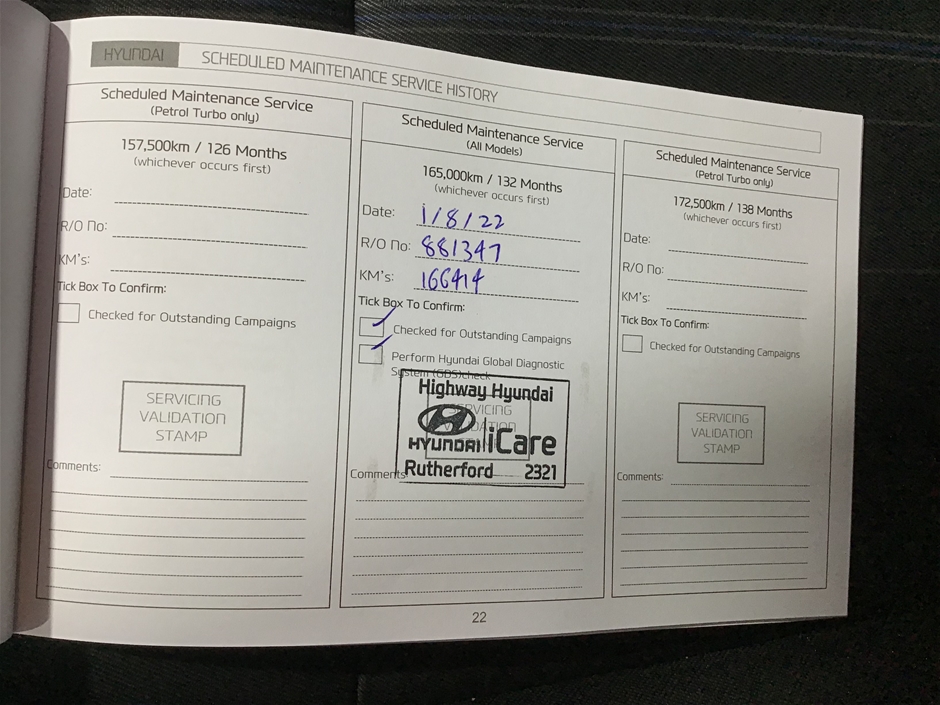 HYUNDAI SCHEDULED MAINTENANCE SERVICE HISTORY
Scheduled Maintenance Service
(Petrol Turbo only)
157,500km / 126 Months
(whichever occurs first)
Date:
R/O No:
KM's:
Tick Box To Confirm:
Checked for Outstanding Campaigns
SERVICING
VALIDATION
STAMP
Comments:
Scheduled Maintenance Service
(All Models)
165,000km / 132 Months
(whichever occurs first)
Date: 1/8/22
R/O No: 881347
KM's: 166414
Tick Box To Confirm:
Checked for Outstanding Campaigns
Perform Hyundai Global Diagnostic
System (GDS)check
Highway Hyundai
SERVICING
VALIDATION
HYUNDAI iCare
Rutherford 2321
Comments:
Scheduled Maintenance Service
(Petrol Turbo only)
172,500km / 138 Months
(whichever occurs first)
Date:
R/O No:
KM's:
Tick Box To Confirm:
Checked for Outstanding Campaigns
SERVICING
VALIDATION
STAMP
Comments:
22